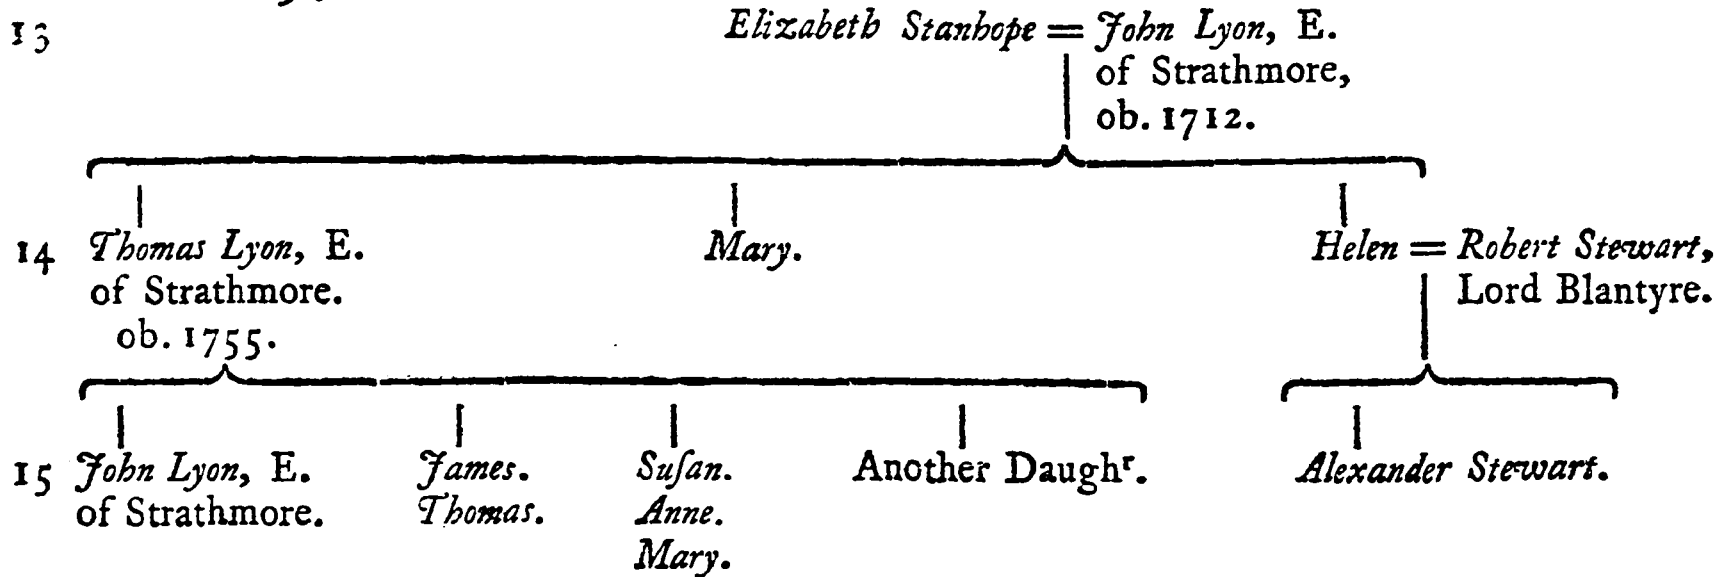 13 Elizabeth Stanhope = John Lyon, E.
of Strathmore,
ob. 1712.
14 Thomas Lyon, E. Mary. Helen = Robert Stewart,
of Strathmore. Lord Blantyre.
ob. 1755.
15 John Lyon, E. James. Suſan. Another Daughʳ. Alexander Stewart.
of Strathmore. Thomas. Anne.
Mary.